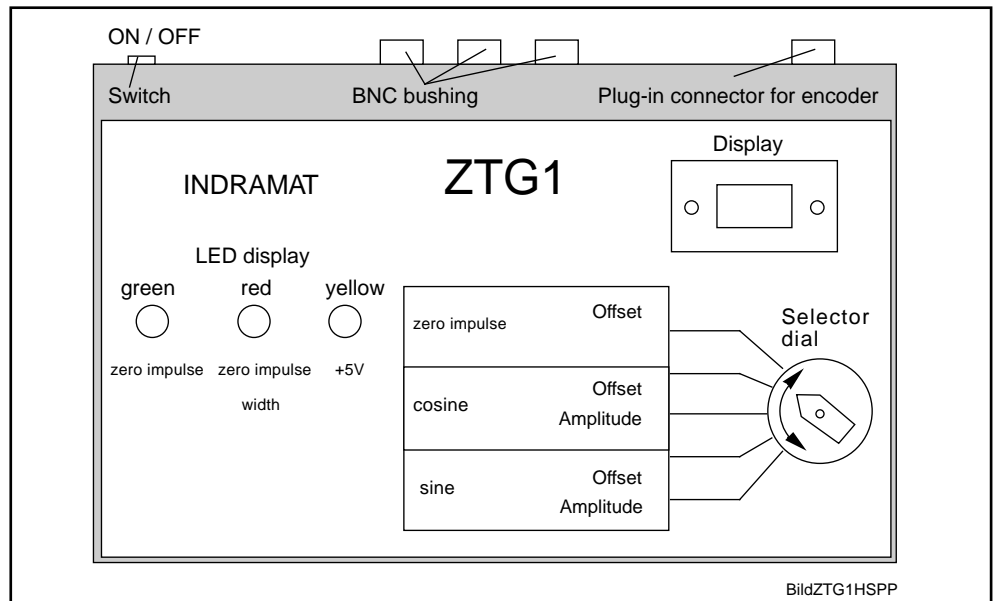 ON / OFF
Switch
BNC bushing
Plug-in connector for encoder
INDRAMAT
ZTG1
Display
LED display
green
red
yellow
zero impulse
zero impulse
width
+5V
zero impulse
Offset
cosine
Offset
Amplitude
sine
Offset
Amplitude
Selector
dial
BildZTG1HSPP